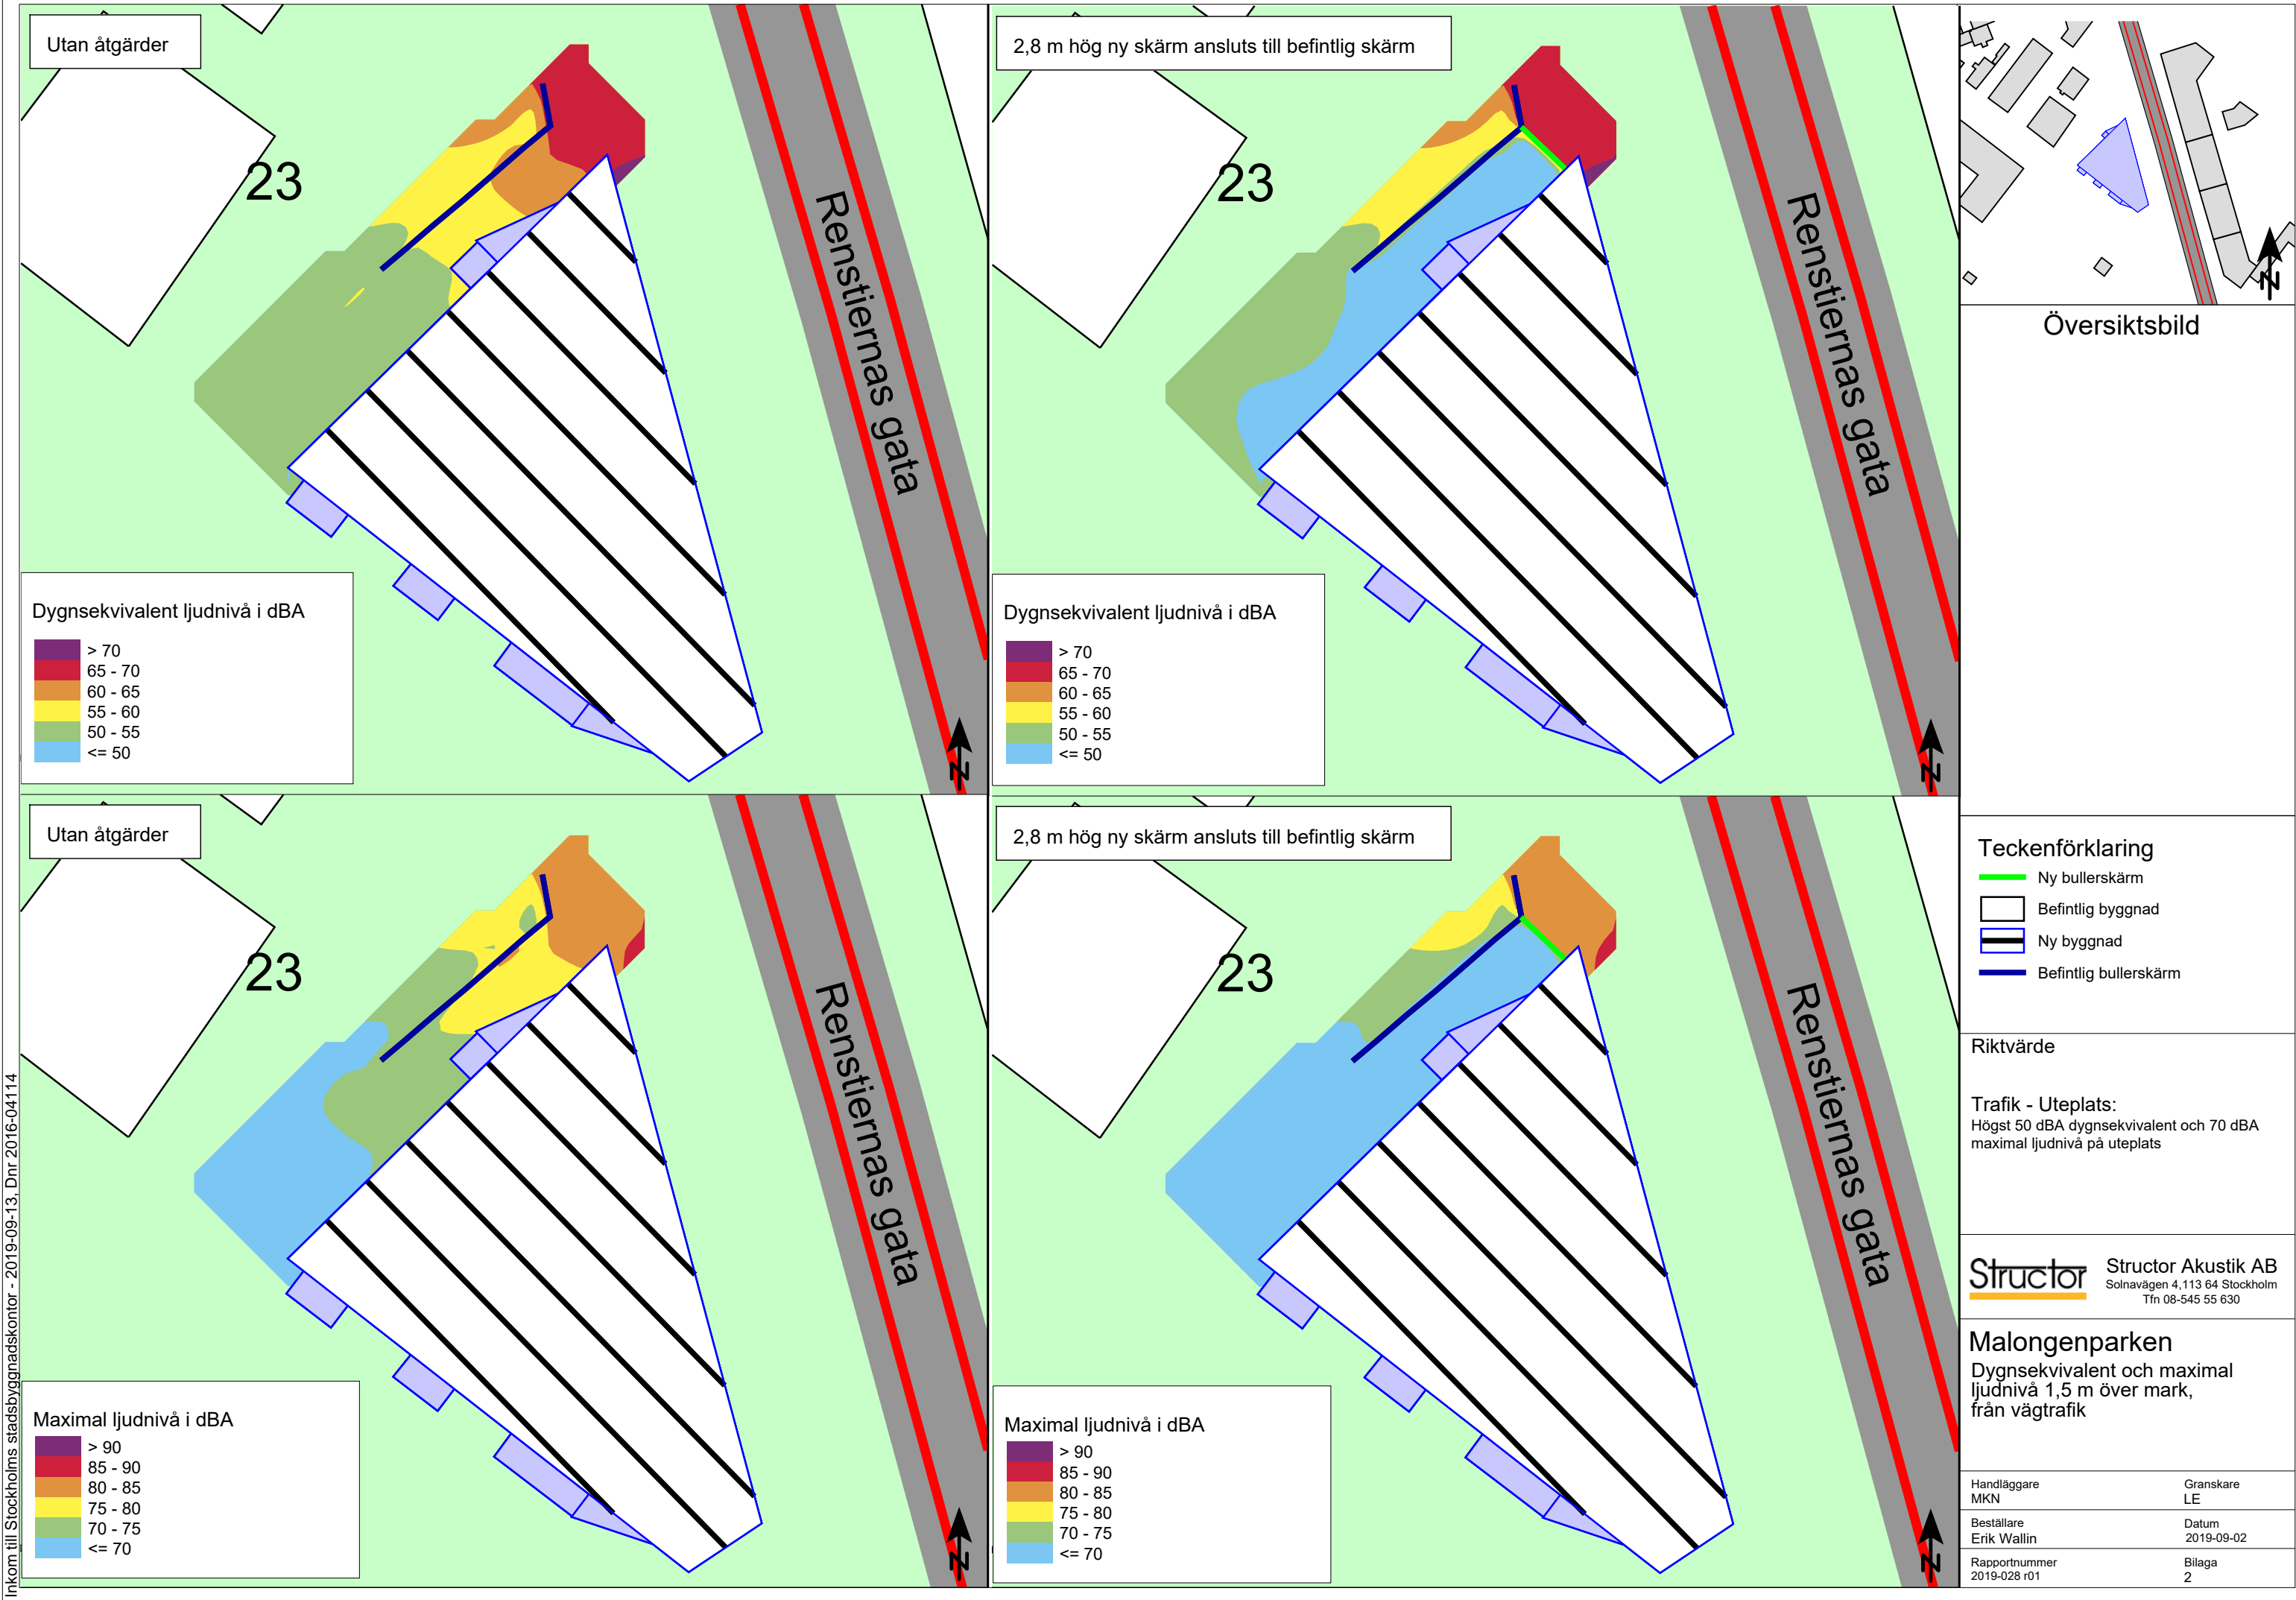 Utan åtgärder
23
Renstiernas gata
Dygnsekvivalent ljudnivå i dBA
> 70
65 - 70
60 - 65
55 - 60
50 - 55
<= 50
N
2,8 m hög ny skärm ansluts till befintlig skärm
23
Renstiernas gata
Dygnsekvivalent ljudnivå i dBA
> 70
65 - 70
60 - 65
55 - 60
50 - 55
<= 50
N
Utan åtgärder
23
Renstiernas gata
Maximal ljudnivå i dBA
> 90
85 - 90
80 - 85
75 - 80
70 - 75
<= 70
N
2,8 m hög ny skärm ansluts till befintlig skärm
23
Renstiernas gata
Maximal ljudnivå i dBA
> 90
85 - 90
80 - 85
75 - 80
70 - 75
<= 70
N
N
Översiktsbild
Teckenförklaring
Ny bullerskärm
Befintlig byggnad
Ny byggnad
Befintlig bullerskärm
Riktvärde
Trafik - Uteplats:
Högst 50 dBA dygnsekvivalent och 70 dBA
maximal ljudnivå på uteplats
Structor
Structor Akustik AB
Solnavägen 4,113 64 Stockholm
Tfn 08-545 55 630
Malongenparken
Dygnsekvivalent och maximal
ljudnivå 1,5 m över mark,
från vägtrafik
Handläggare
MKN
Granskare
LE
Beställare
Erik Wallin
Datum
2019-09-02
Rapportnummer
2019-028 r01
Bilaga
2
Inkom till Stockholms stadsbyggnadskontor - 2019-09-13, Dnr 2016-04114